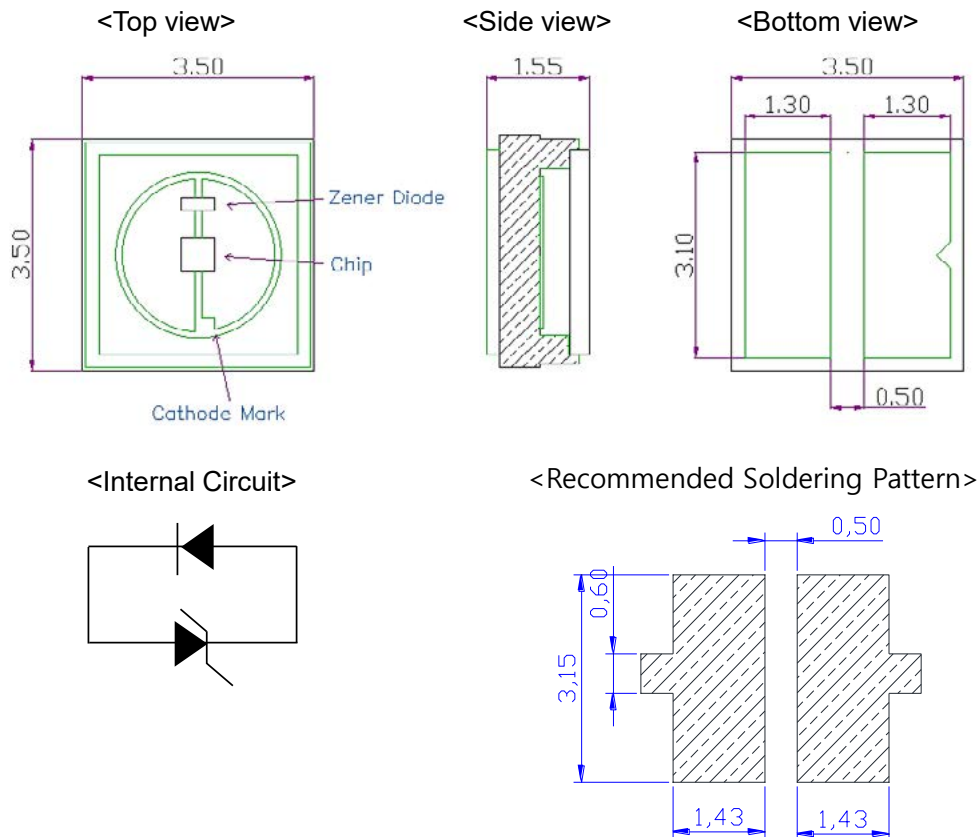 <Top view>
<Side view>
<Bottom view>
3.50
1.55
3.50
1.30
1.30
Zener Diode
3.50
3.10
Chip
0.50
Cathode Mark
<Internal Circuit>
<Recommended Soldering Pattern>
0,50
0,60
3,15
1,43
1,43